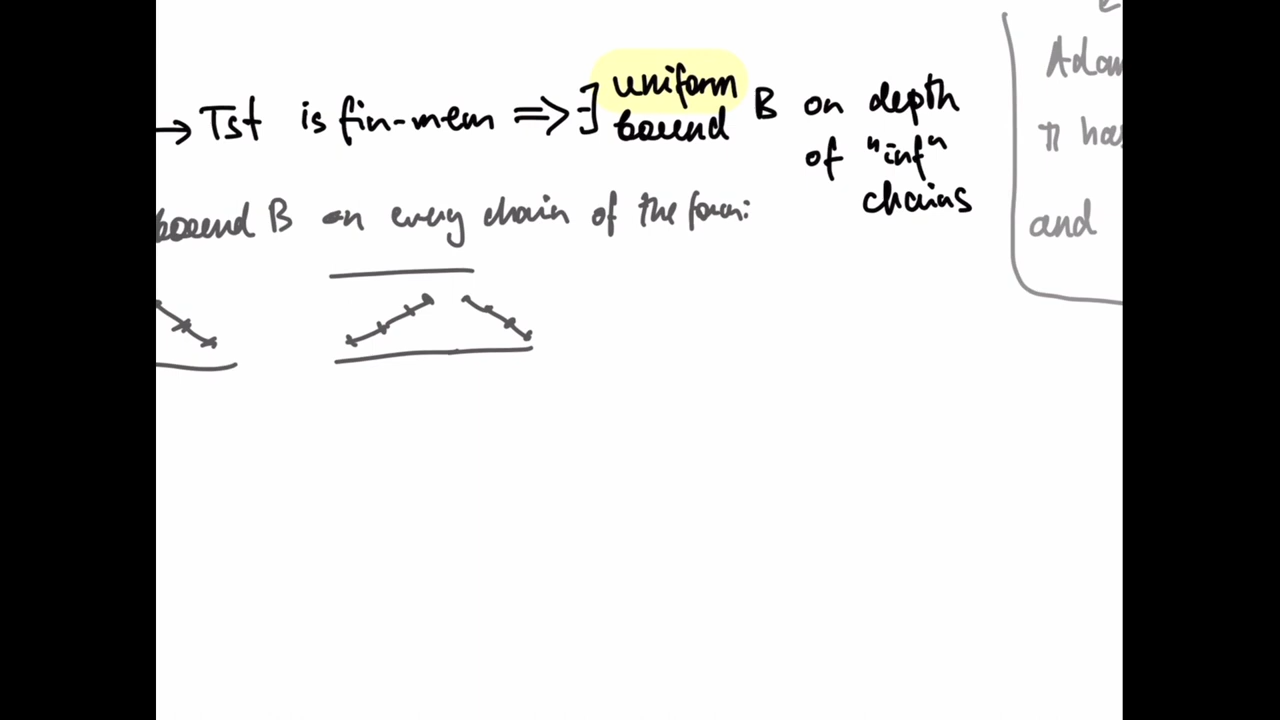 → Tst is fin-mem => ∃ uniform bound B on depth
of "inf"
chains
bound B on every chain of the form:
Adam
π has
and